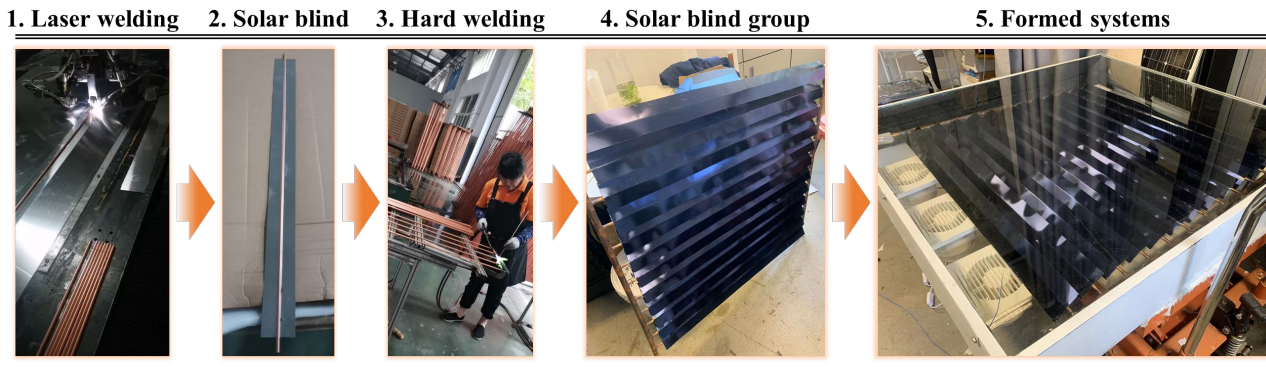 1. Laser welding 2. Solar blind 3. Hard welding 4. Solar blind group 5. Formed systems